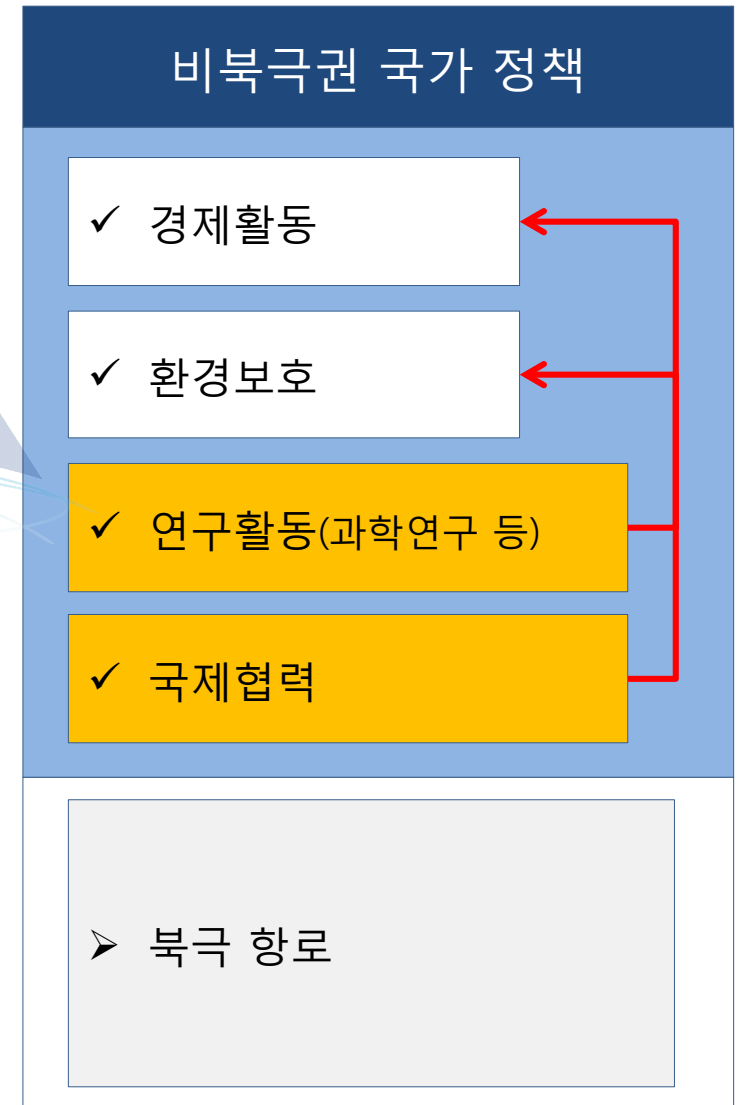 비북극권 국가 정책
✓ 경제활동
✓ 환경보호
✓ 연구활동(과학연구 등)
✓ 국제협력
➢ 북극 항로